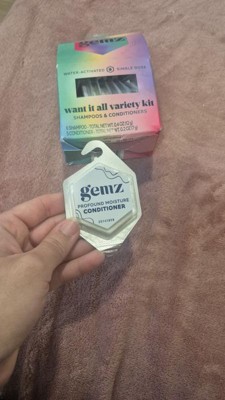 gemz
WATER-ACTIVATED SINGLE DOSE
want it all variety kit
SHAMPOOS & CONDITIONERS
gemz
PROFOUND MOISTURE
CONDITIONER